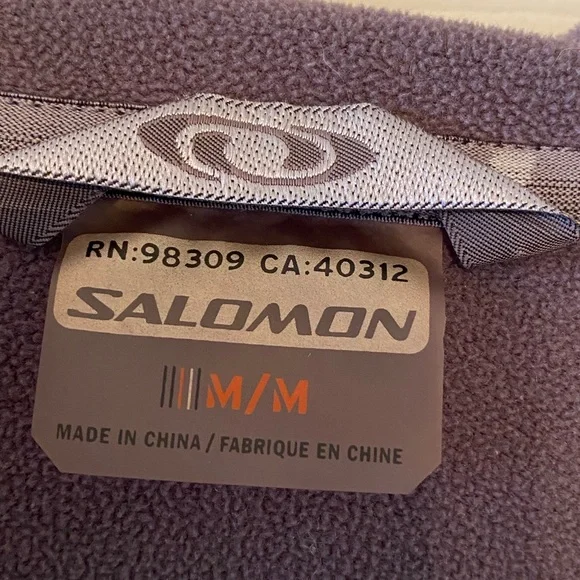 RN:98309 CA:40312
SALOMON
M/M
MADE IN CHINA / FABRIQUE EN CHINE